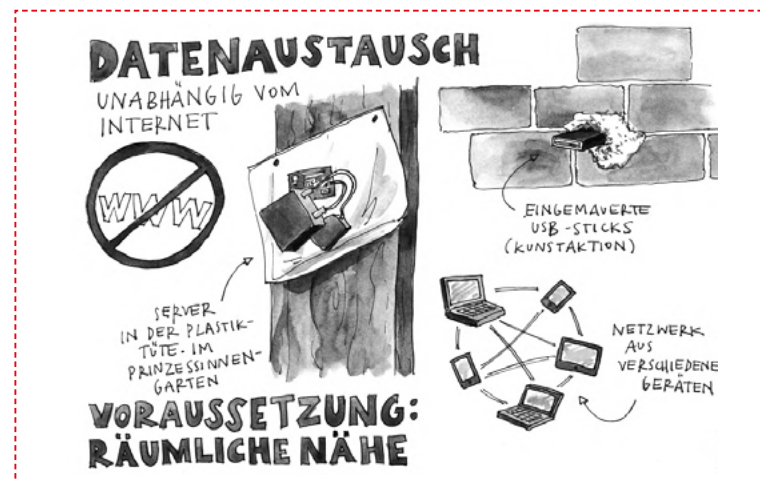 DATENAUSTAUSCH
UNABHÄNGIG VOM
INTERNET
WWW
SERVER
IN DER PLASTIK-
TÜTE. IM
PRINZESSINNEN-
GARTEN
EINGEMAUERTE
USB-STICKS
(KUNSTAKTION)
NETZWERK
AUS
VERSCHIEDENE
GERÄTEN
VORAUSSETZUNG:
RÄUMLICHE NÄHE